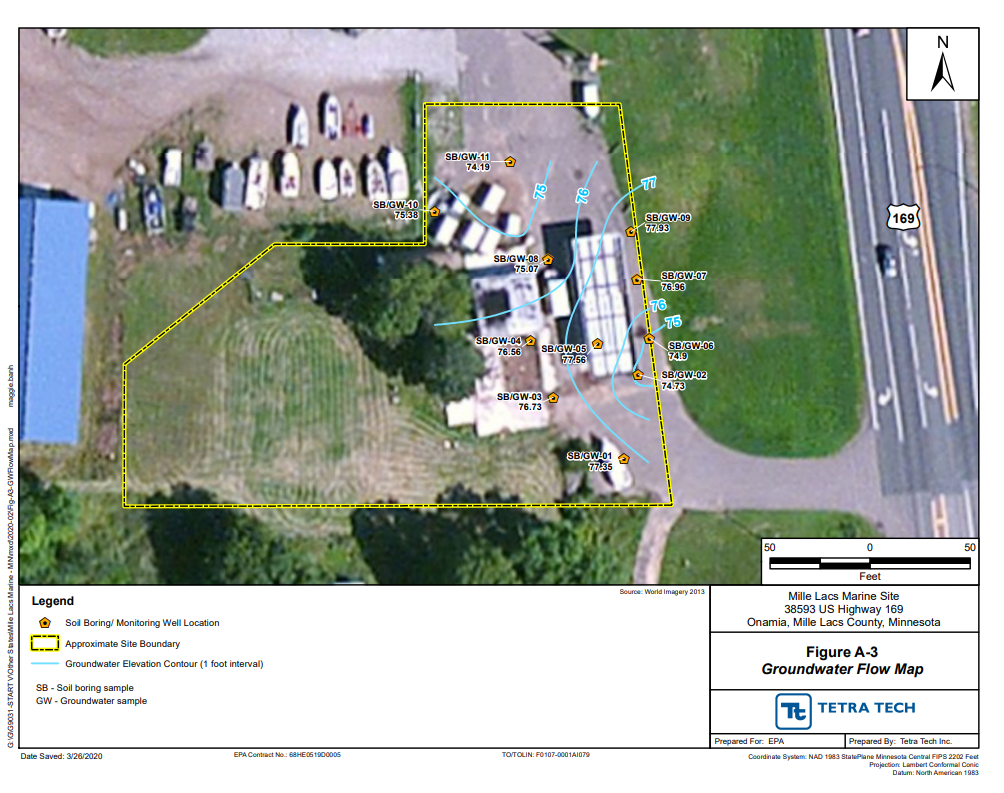 N
169
SB/GW-11
74.19
SB/GW-10
75.38
75
76
77
SB/GW-09
77.93
SB/GW-08
75.07
SB/GW-07
76.96
76
75
SB/GW-04
76.56
SB/GW-05
77.56
SB/GW-06
74.9
SB/GW-02
74.73
SB/GW-03
76.73
SB/GW-01
77.35
50 0 50
Feet
Source: World Imagery 2013
Legend
Soil Boring/ Monitoring Well Location
Approximate Site Boundary
Groundwater Elevation Contour (1 foot interval)
SB - Soil boring sample
GW - Groundwater sample
Mille Lacs Marine Site
38593 US Highway 169
Onamia, Mille Lacs County, Minnesota
Figure A-3
Groundwater Flow Map
Tt TETRA TECH
Prepared For: EPA
Prepared By: Tetra Tech Inc.
Date Saved: 3/26/2020
EPA Contract No.: 68HE0519D0005
TO/TOLIN: F0107-0001AI079
Coordinate System: NAD 1983 StatePlane Minnesota Central FIPS 2202 Feet
Projection: Lambert Conformal Conic
Datum: North American 1983
maggie.banh